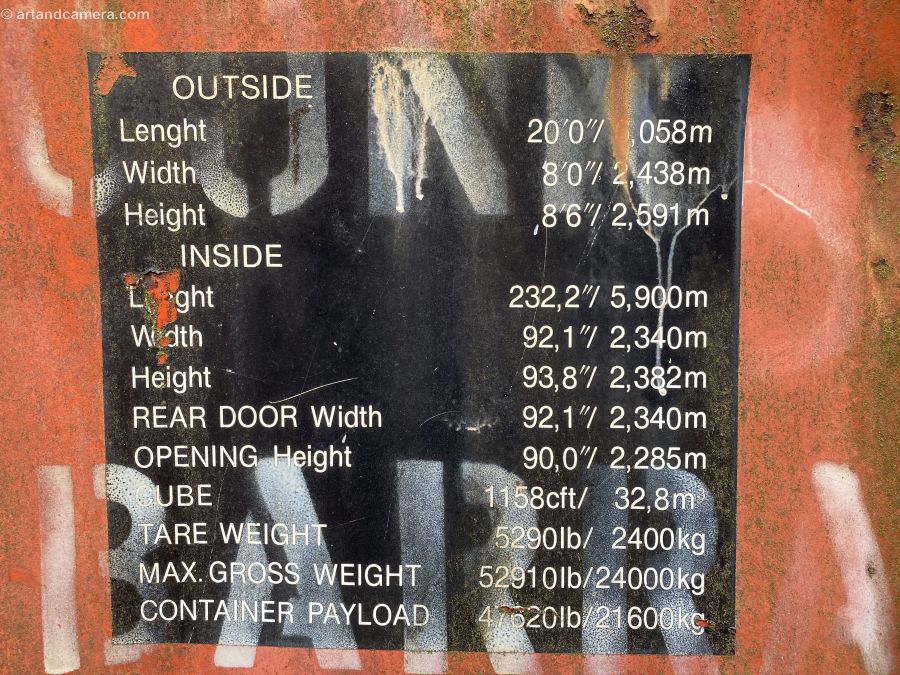 © artandcamera.com
OUTSIDE
Lenght 20'0"/ ,058m
Width 8'0"/ 2,438m
Height 8'6"/ 2,591m
INSIDE
232,2"/ 5,900m
Width 92,1"/ 2,340m
Height 93,8"/ 2,382m
REAR DOOR Width 92,1"/ 2,340m
OPENING Height 90,0"/ 2,285m
CUBE 1158cft/ 32,8m³
TARE WEIGHT 5290lb/ 2400kg
MAX. GROSS WEIGHT 52910lb/24000kg
CONTAINER PAYLOAD 47620lb/21600kg